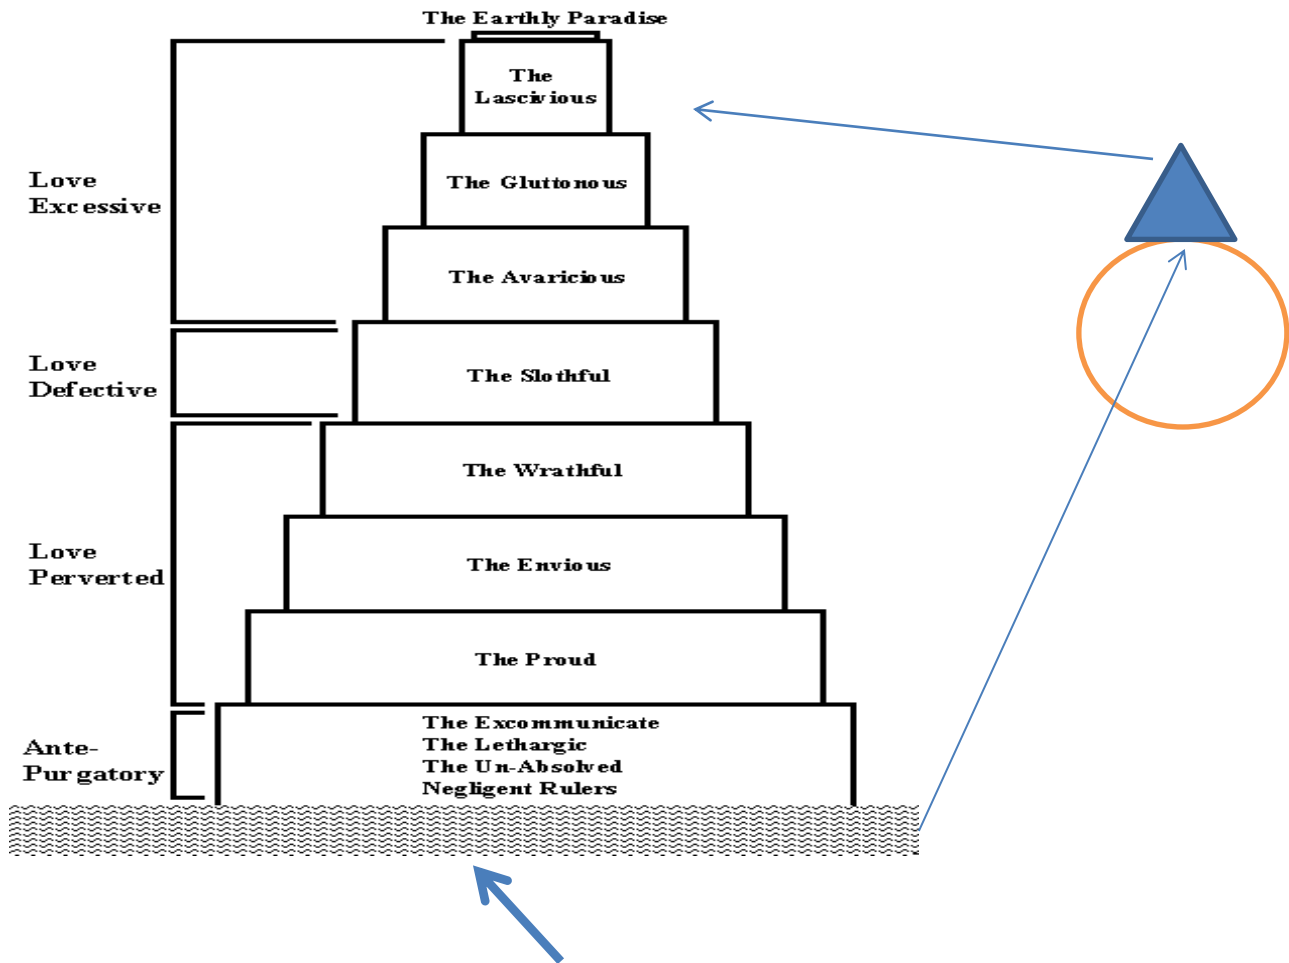 The Earthly Paradise
The
Lascivious
Love
Excessive
The Gluttonous
The Avaricious
Love
Defective
The Slothful
The Wrathful
Love
Perverted
The Envious
The Proud
Ante-
Purgatory
The Excommunicate
The Lethargic
The Un-Absolved
Negligent Rulers